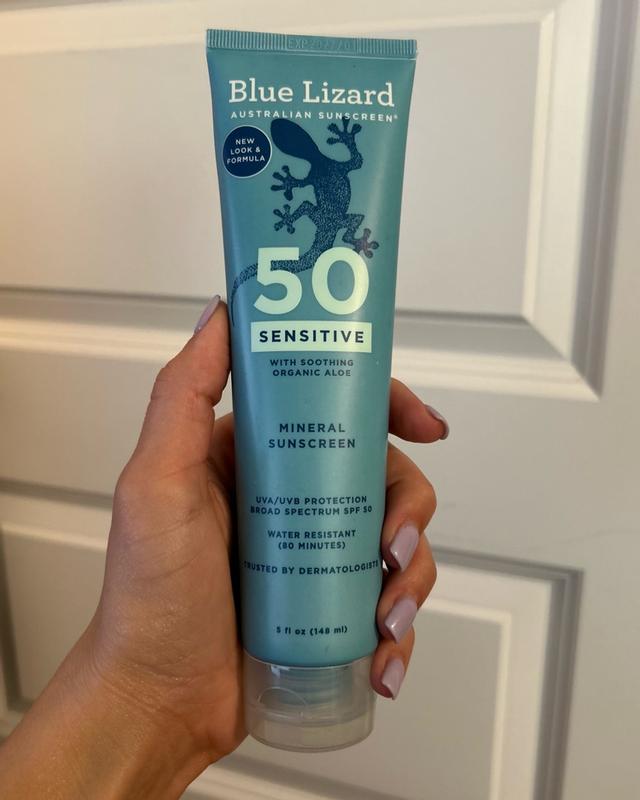 Blue Lizard
AUSTRALIAN SUNSCREEN®
NEW
LOOK &
FORMULA
50
SENSITIVE
WITH SOOTHING
ORGANIC ALOE
MINERAL
SUNSCREEN
UVA/UVB PROTECTION
BROAD SPECTRUM SPF 50
WATER RESISTANT
(80 MINUTES)
TRUSTED BY DERMATOLOGISTS
5 fl oz (148 ml)